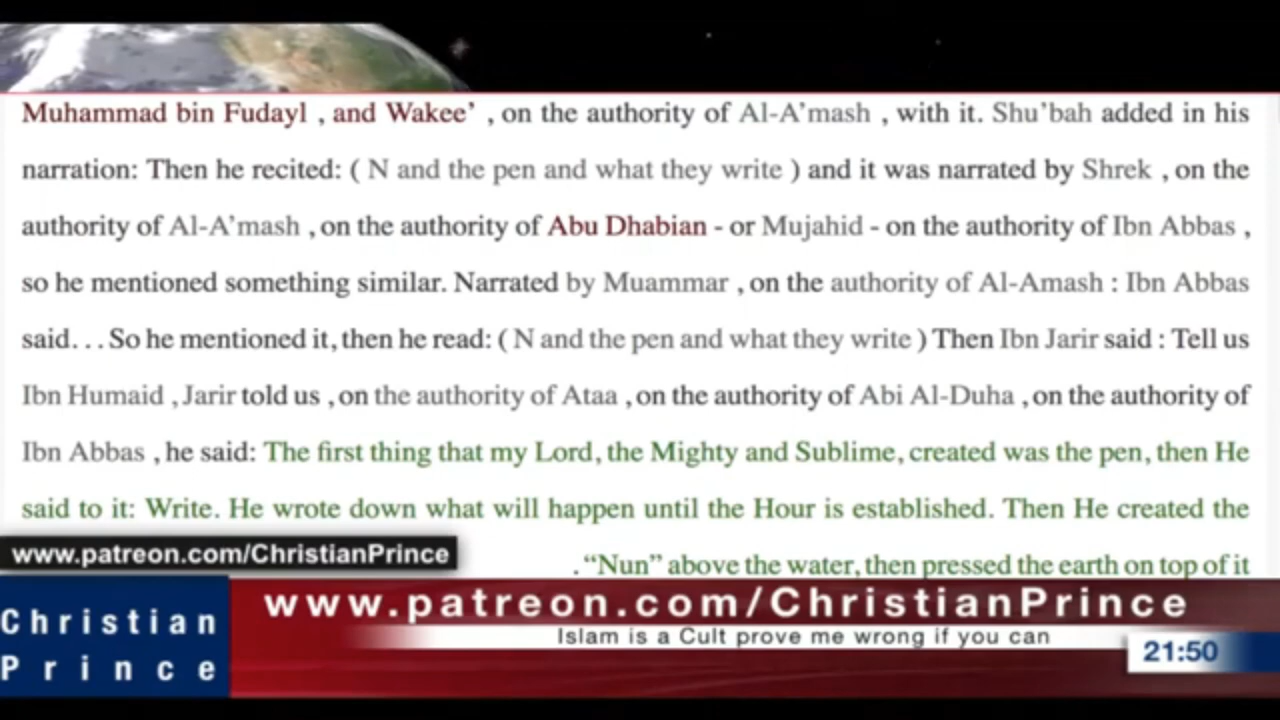 Muhammad bin Fudayl , and Wakee’ , on the authority of Al-A’mash , with it. Shu’bah added in his
narration: Then he recited: ( N and the pen and what they write ) and it was narrated by Shrek , on the
authority of Al-A’mash , on the authority of Abu Dhabian - or Mujahid - on the authority of Ibn Abbas ,
so he mentioned something similar. Narrated by Muammar , on the authority of Al-Amash : Ibn Abbas
said. . . So he mentioned it, then he read: ( N and the pen and what they write ) Then Ibn Jarir said : Tell us
Ibn Humaid , Jarir told us , on the authority of Ataa , on the authority of Abi Al-Duha , on the authority of
Ibn Abbas , he said: The first thing that my Lord, the Mighty and Sublime, created was the pen, then He
said to it: Write. He wrote down what will happen until the Hour is established. Then He created the
. “Nun” above the water, then pressed the earth on top of it
www.patreon.com/ChristianPrince
Christian
Prince
www.patreon.com/ChristianPrince
Islam is a Cult prove me wrong if you can
21:50